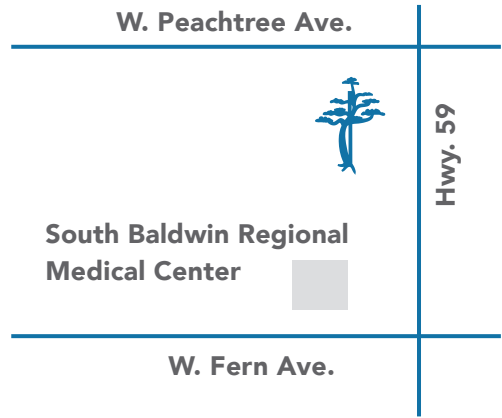 W. Peachtree Ave.
Hwy. 59
South Baldwin Regional
Medical Center
W. Fern Ave.